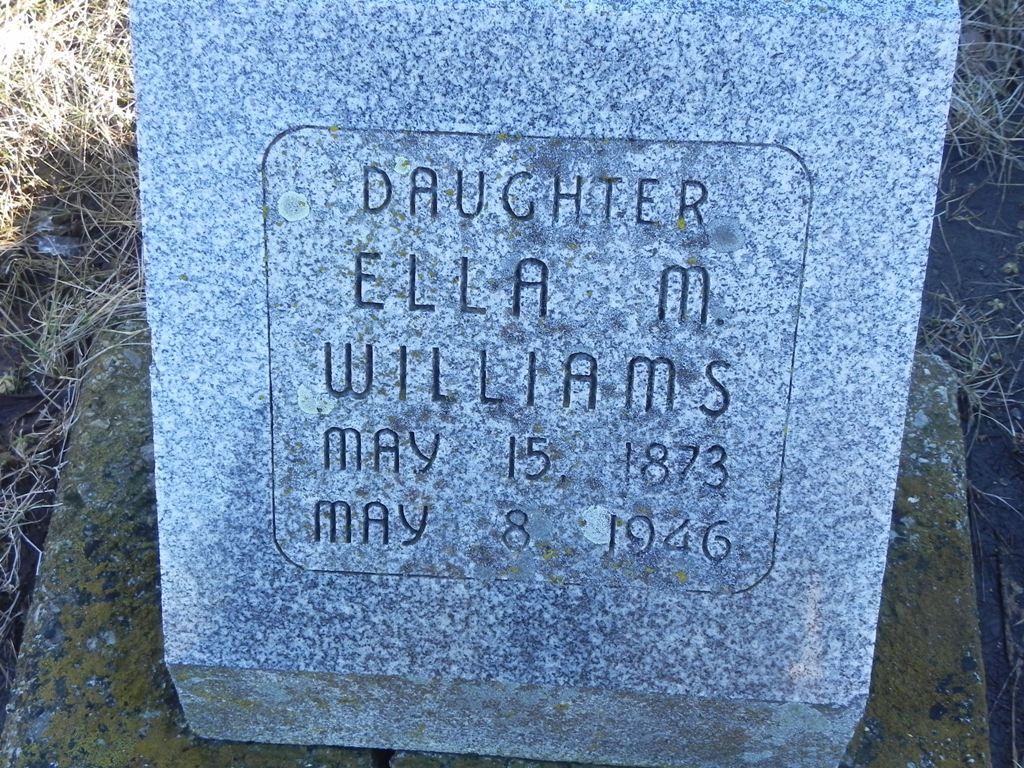 DAUGHTER
ELLA M.
WILLIAMS
MAY 15, 1873
MAY 8 1946